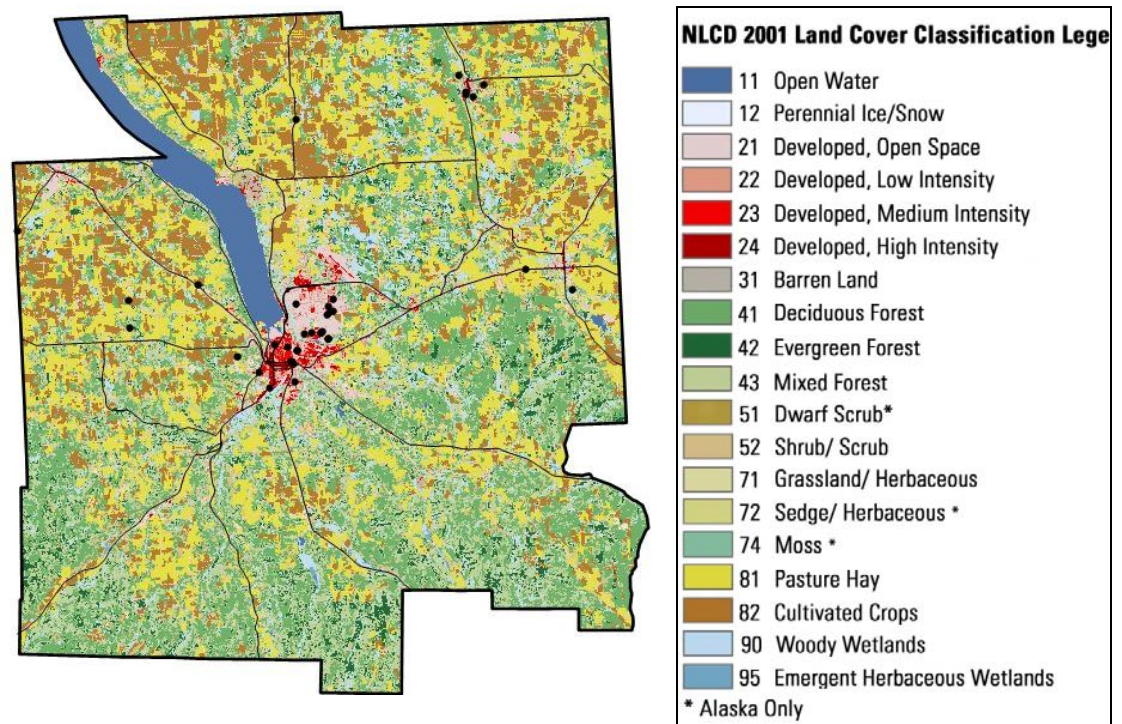 NLCD 2001 Land Cover Classification Lege
11 Open Water
12 Perennial Ice/Snow
21 Developed, Open Space
22 Developed, Low Intensity
23 Developed, Medium Intensity
24 Developed, High Intensity
31 Barren Land
41 Deciduous Forest
42 Evergreen Forest
43 Mixed Forest
51 Dwarf Scrub*
52 Shrub/ Scrub
71 Grassland/ Herbaceous
72 Sedge/ Herbaceous *
74 Moss *
81 Pasture Hay
82 Cultivated Crops
90 Woody Wetlands
95 Emergent Herbaceous Wetlands
* Alaska Only